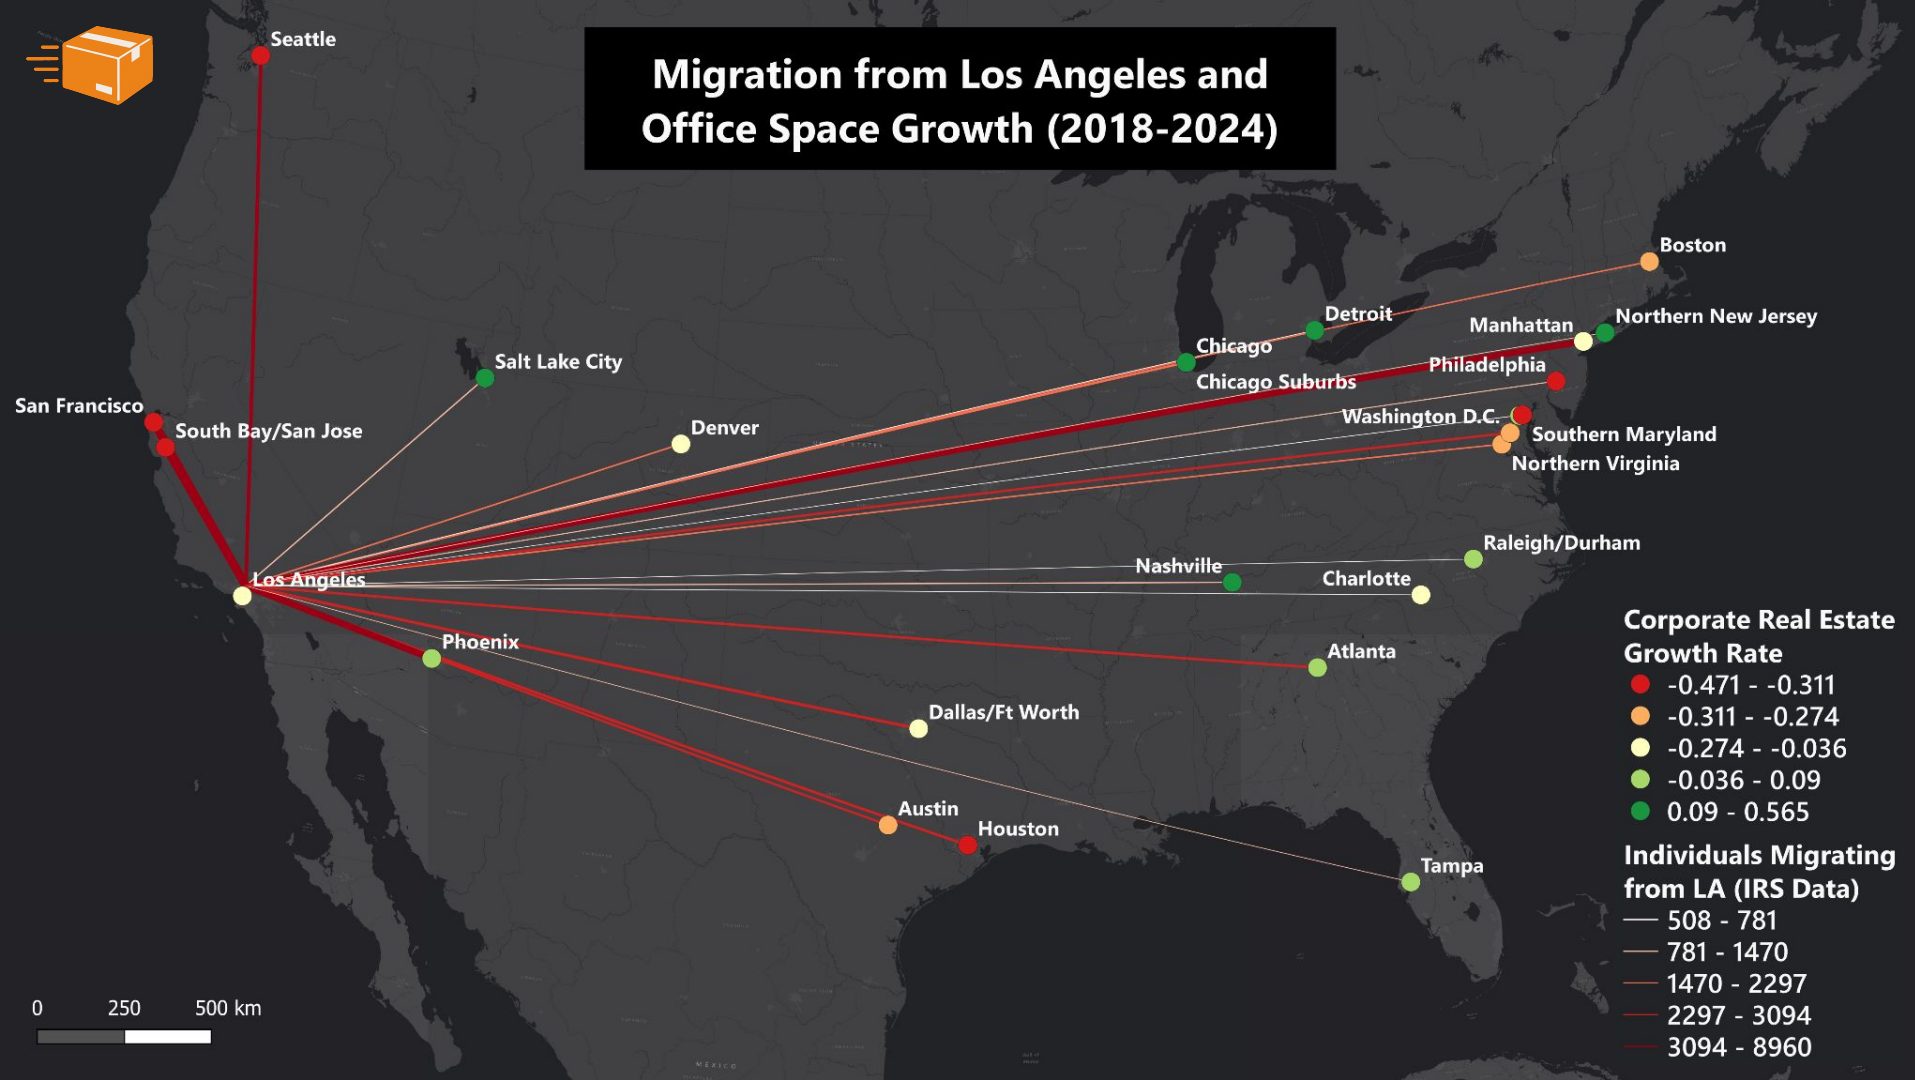 Migration from Los Angeles and
Office Space Growth (2018-2024)
Seattle
Boston
Northern New Jersey
Detroit
Manhattan
Chicago
Salt Lake City
Philadelphia
Chicago Suburbs
San Francisco
Washington D.C.
Denver
South Bay/San Jose
Southern Maryland
Northern Virginia
Raleigh/Durham
Nashville
Charlotte
Los Angeles
Phoenix
Atlanta
Dallas/Ft Worth
Austin
Houston
Tampa
Corporate Real Estate
Growth Rate
-0.471 - -0.311
-0.311 - -0.274
-0.274 - -0.036
-0.036 - 0.09
0.09 - 0.565
Individuals Migrating
from LA (IRS Data)
508 - 781
781 - 1470
1470 - 2297
2297 - 3094
3094 - 8960
0 250 500 km
MEXICO